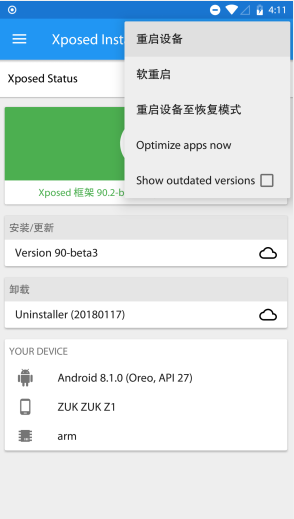 4:11
Xposed Inst
重启设备
软重启
重启设备至恢复模式
Optimize apps now
Show outdated versions
Xposed Status
Xposed 框架 90.2-b
安装/更新
Version 90-beta3
卸载
Uninstaller (20180117)
YOUR DEVICE
Android 8.1.0 (Oreo, API 27)
ZUK ZUK Z1
arm